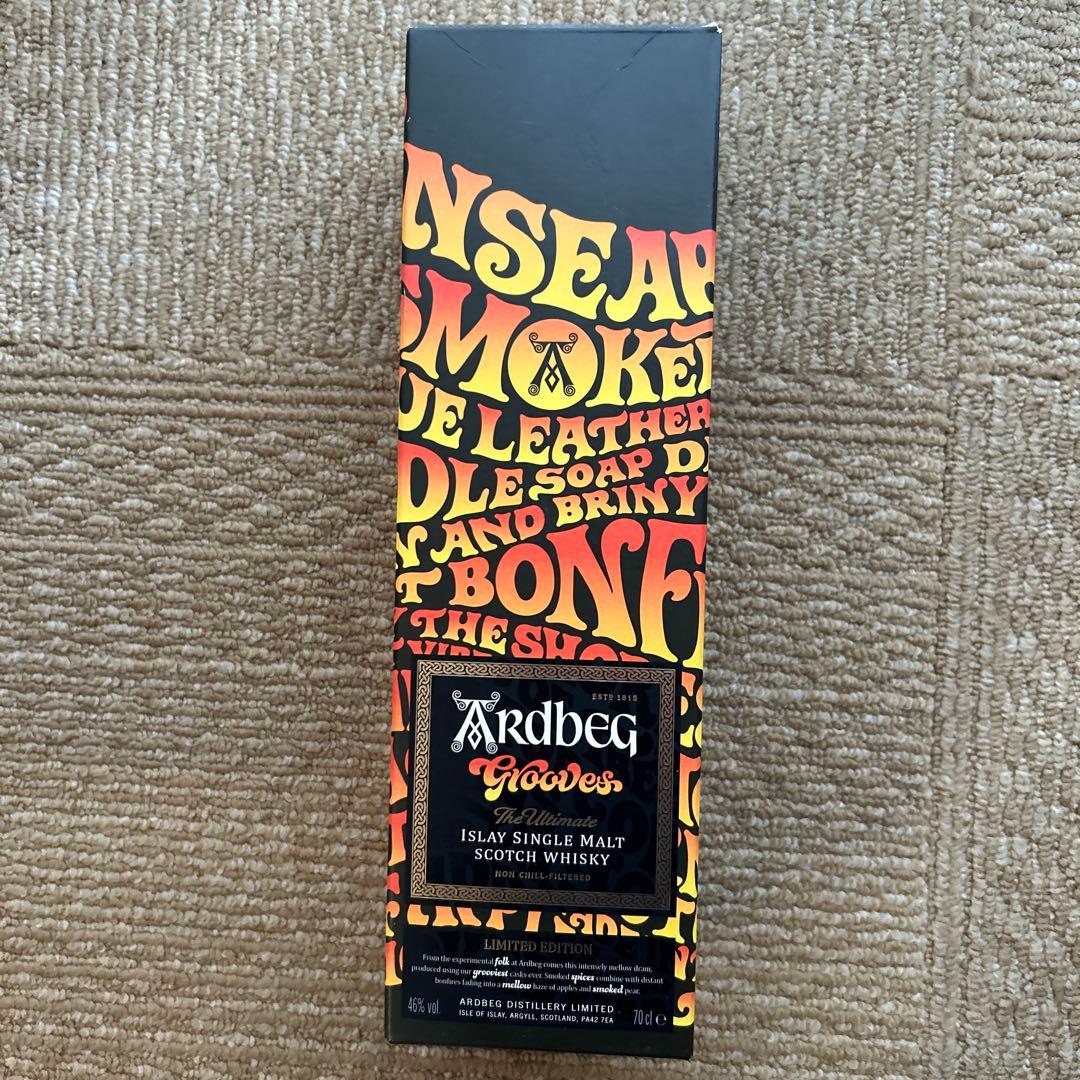 NSEAR
SMOKE
UE LEATHER
DLE SOAP
AND BRINY
T BONF
THE SHO
ESTD 1815
ARdbEG
Grooves
The Ultimate
ISLAY SINGLE MALT
SCOTCH WHISKY
NON CHILL-FILTERED
LIMITED EDITION
From the experimental folk at Ardbeg comes this intensely mellow dram,
produced using our grooviest casks ever. Smoked spices combine with distant
bonfires fading into a mellow haze of apples and smoked pear.
46% vol.
ARDBEG DISTILLERY LIMITED
ISLE OF ISLAY, ARGYLL, SCOTLAND, PA42 7EA
70 cl e